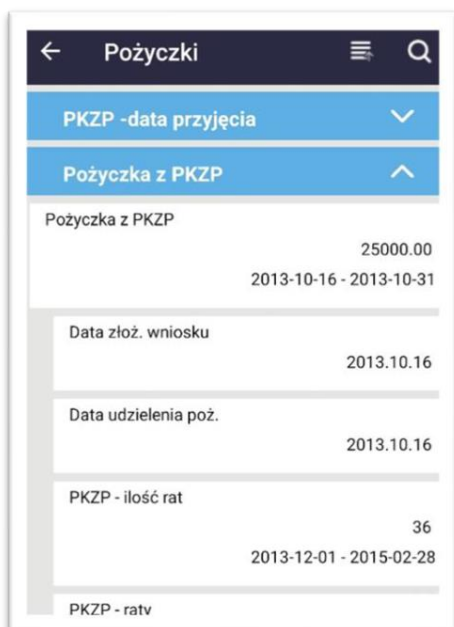 Pożyczki
PKZP -data przyjęcia
Pożyczka z PKZP
Pożyczka z PKZP
25000.00
2013-10-16 - 2013-10-31
Data złoż. wniosku
2013.10.16
Data udzielenia poż.
2013.10.16
PKZP - ilość rat
36
2013-12-01 - 2015-02-28
PKZP - raty